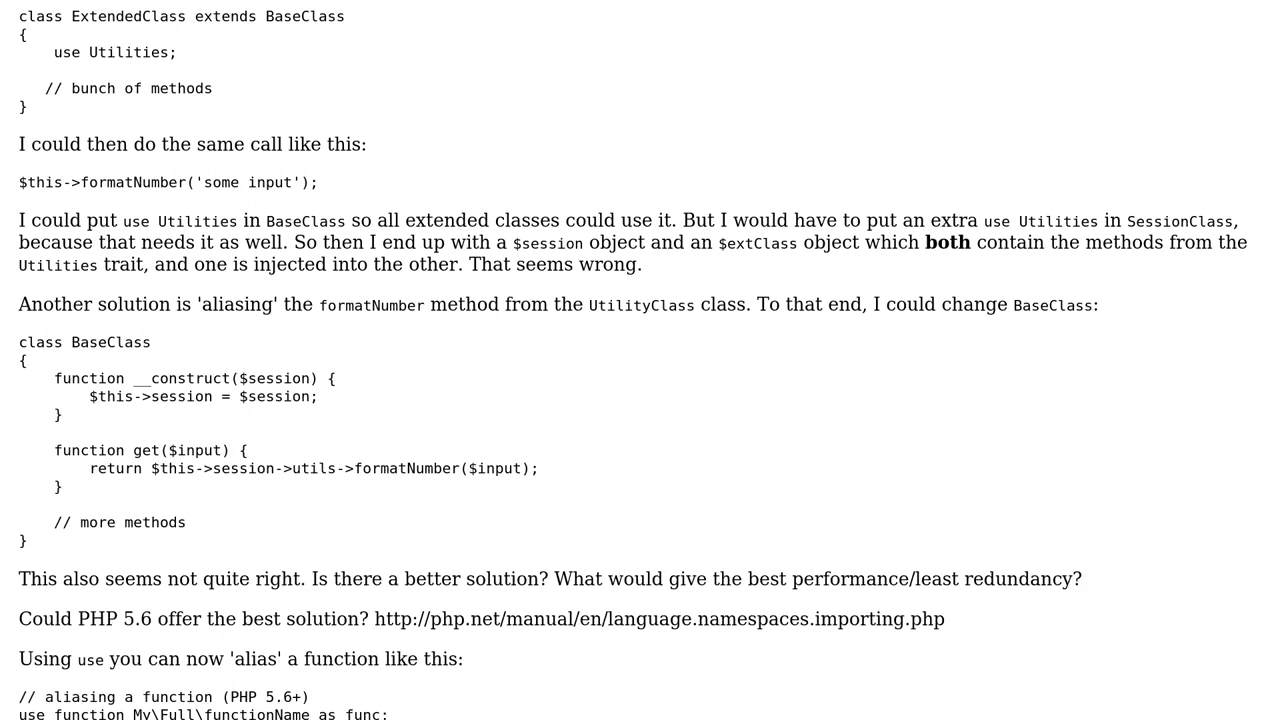 class ExtendedClass extends BaseClass
{
    use Utilities;

   // bunch of methods
}
I could then do the same call like this:
$this->formatNumber('some input');
I could put use Utilities in BaseClass so all extended classes could use it. But I would have to put an extra use Utilities in SessionClass,
because that needs it as well. So then I end up with a $session object and an $extClass object which both contain the methods from the
Utilities trait, and one is injected into the other. That seems wrong.
Another solution is 'aliasing' the formatNumber method from the UtilityClass class. To that end, I could change BaseClass:
class BaseClass
{
    function __construct($session) {
        $this->session = $session;
    }

    function get($input) {
        return $this->session->utils->formatNumber($input);
    }

    // more methods
}
This also seems not quite right. Is there a better solution? What would give the best performance/least redundancy?
Could PHP 5.6 offer the best solution? http://php.net/manual/en/language.namespaces.importing.php
Using use you can now 'alias' a function like this:
// aliasing a function (PHP 5.6+)
use function My\Full\functionName as func;